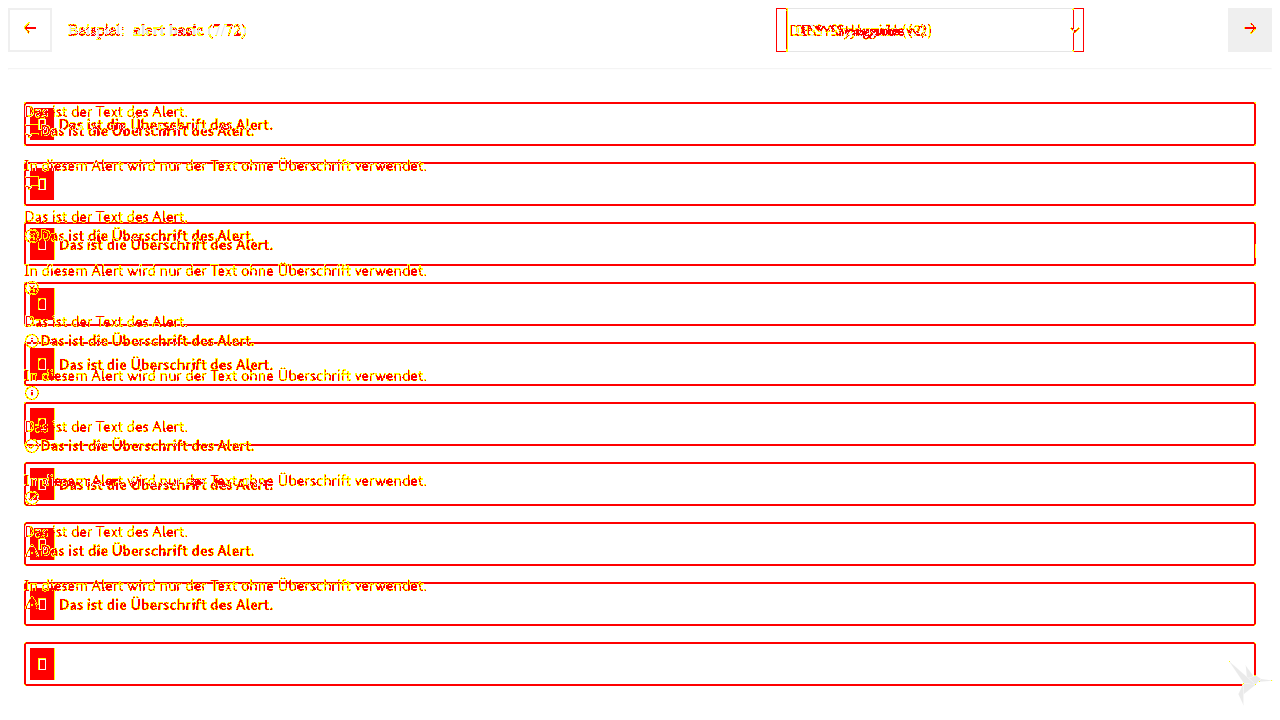 Beispiel: alert basic (7/72)
Das ist der Text des Alert.
Das ist die Überschrift des Alert.
Das ist die Überschrift des Alert.
In diesem Alert wird nur der Text ohne Überschrift verwendet.
Das ist der Text des Alert.
Das ist die Überschrift des Alert.
Das ist die Überschrift des Alert.
In diesem Alert wird nur der Text ohne Überschrift verwendet.
Das ist der Text des Alert.
Das ist die Überschrift des Alert.
Das ist die Überschrift des Alert.
In diesem Alert wird nur der Text ohne Überschrift verwendet.
Das ist der Text des Alert.
Das ist die Überschrift des Alert.
In diesem Alert wird nur der Text ohne Überschrift verwendet.
Das ist die Überschrift des Alert.
Das ist der Text des Alert.
Das ist die Überschrift des Alert.
In diesem Alert wird nur der Text ohne Überschrift verwendet.
Das ist die Überschrift des Alert.